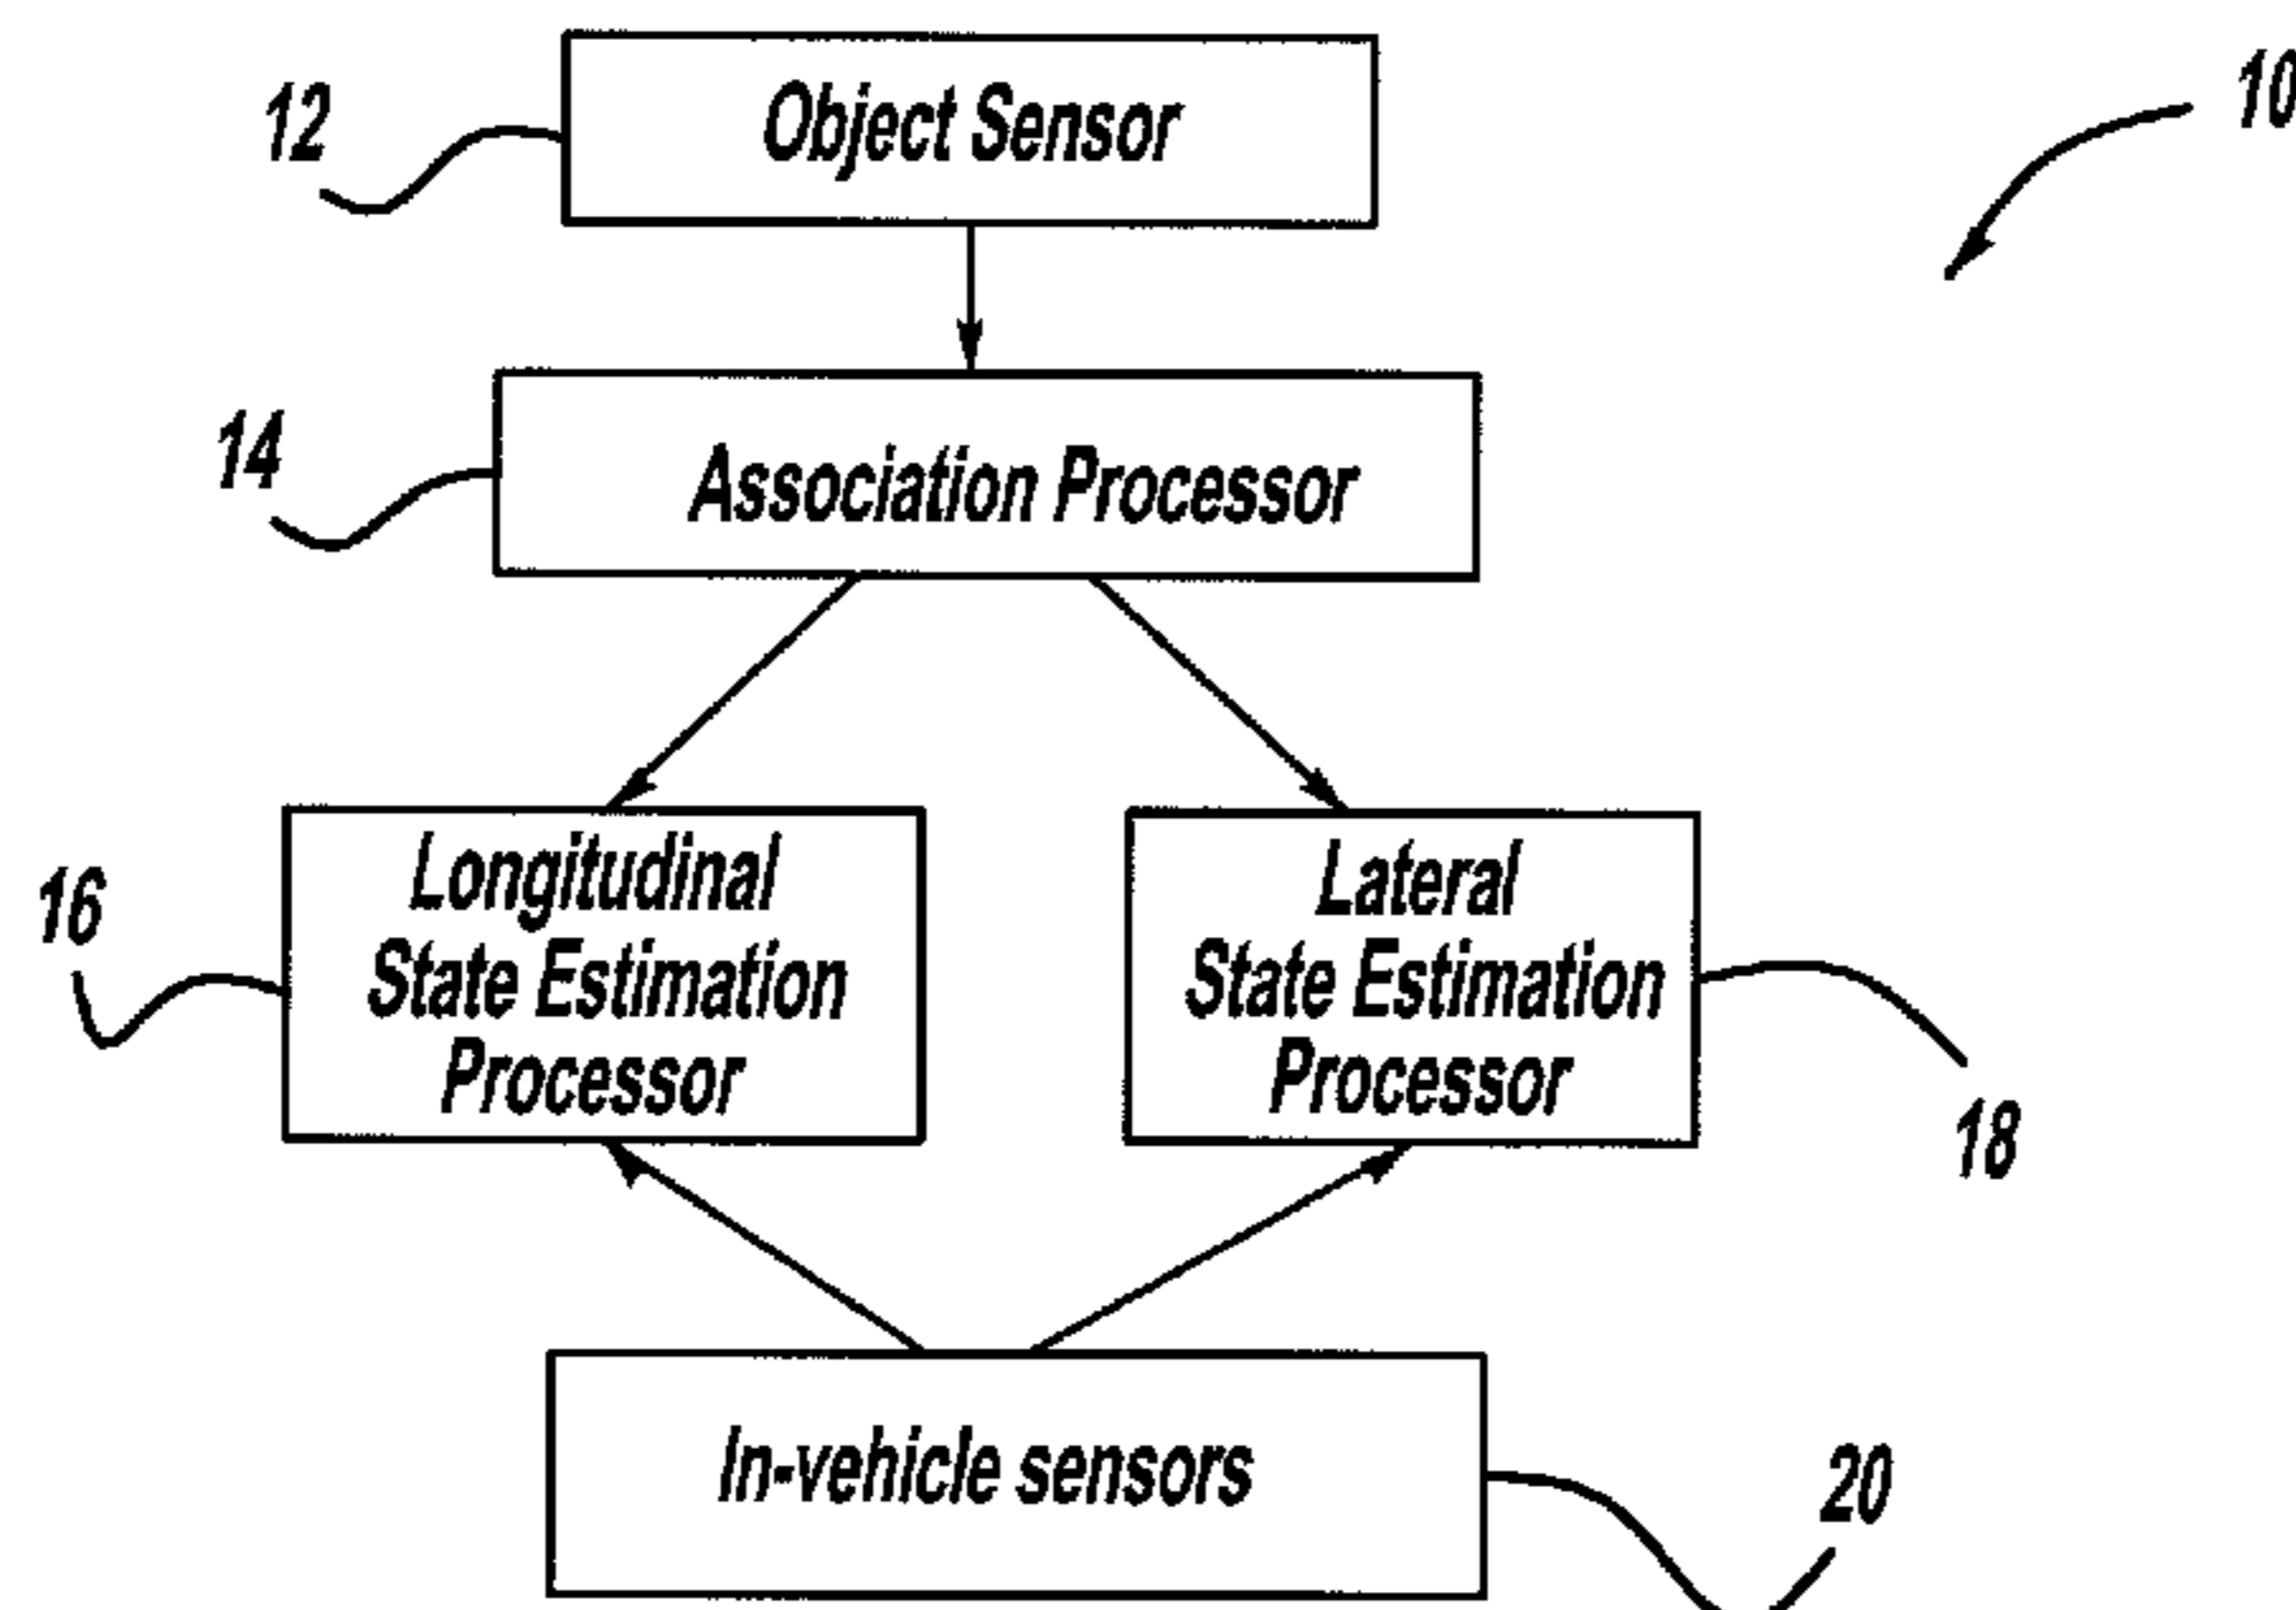 10
12
Object Sensor
14
Association Processor
16
Longitudinal
State Estimation
Processor
Lateral
State Estimation
Processor
18
In-vehicle sensors
20